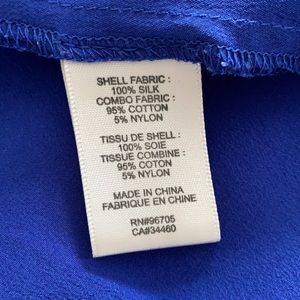 SHELL FABRIC :
100% SILK
COMBO FABRIC :
95% COTTON
5% NYLON
TISSU DE SHELL :
100% SOIE
TISSUE COMBINE :
95% COTON
5% NYLON
MADE IN CHINA
FABRIQUE EN CHINE
RN#96705
CA#34460